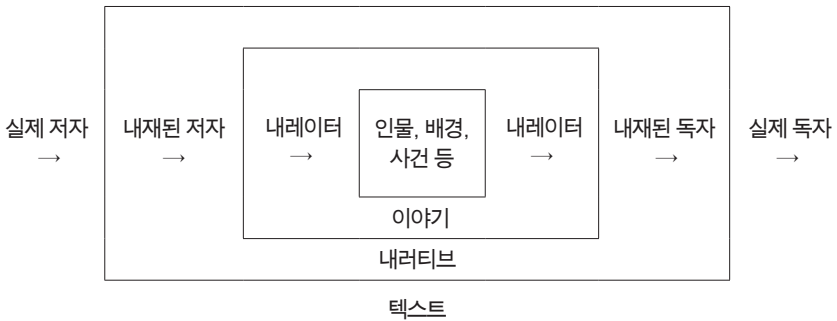 실제 저자 내재된 저자 내레이터 인물, 배경, 내레이터 내재된 독자 실제 독자
→ → → 사건 등 → → →
이야기
내러티브
텍스트